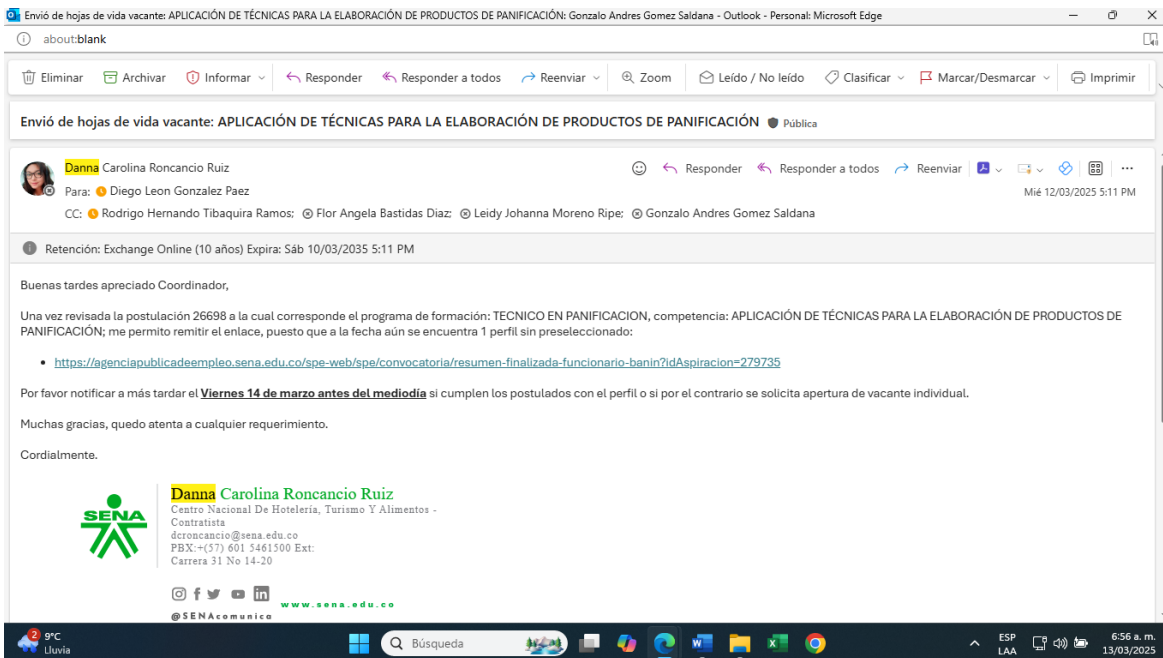 Envió de hojas de vida vacante: APLICACIÓN DE TÉCNICAS PARA LA ELABORACIÓN DE PRODUCTOS DE PANIFICACIÓN: Gonzalo Andres Gomez Saldana - Outlook - Personal: Microsoft Edge
about:blank
Eliminar Archivar Informar Responder Responder a todos Reenviar Zoom Leído / No leído Clasificar Marcar/Desmarcar Imprimir
Envió de hojas de vida vacante: APLICACIÓN DE TÉCNICAS PARA LA ELABORACIÓN DE PRODUCTOS DE PANIFICACIÓN Pública
Danna Carolina Roncancio Ruiz Responder Responder a todos Reenviar
Para: Diego Leon Gonzalez Paez Mié 12/03/2025 5:11 PM
CC: Rodrigo Hernando Tibaquira Ramos; Flor Angela Bastidas Diaz; Leidy Johanna Moreno Ripe; Gonzalo Andres Gomez Saldana
Retención: Exchange Online (10 años) Expira: Sáb 10/03/2035 5:11 PM
Buenas tardes apreciado Coordinador,
Una vez revisada la postulación 26698 a la cual corresponde el programa de formación: TECNICO EN PANIFICACION, competencia: APLICACIÓN DE TÉCNICAS PARA LA ELABORACIÓN DE PRODUCTOS DE
PANIFICACIÓN; me permito remitir el enlace, puesto que a la fecha aún se encuentra 1 perfil sin preseleccionado:
• https://agenciapublicadeempleo.sena.edu.co/spe-web/spe/convocatoria/resumen-finalizada-funcionario-banin?idAspiracion=279735
Por favor notificar a más tardar el Viernes 14 de marzo antes del mediodía si cumplen los postulados con el perfil o si por el contrario se solicita apertura de vacante individual.
Muchas gracias, quedo atenta a cualquier requerimiento.
Cordialmente.
SENA
Danna Carolina Roncancio Ruiz
Centro Nacional De Hotelería, Turismo Y Alimentos -
Contratista
dcroncancio@sena.edu.co
PBX:+(57) 601 5461500 Ext:
Carrera 31 No 14-20
www.sena.edu.co
@SENAcomunica
2 9°C
Lluvia
Búsqueda
ESP
LAA
6:56 a. m.
13/03/2025